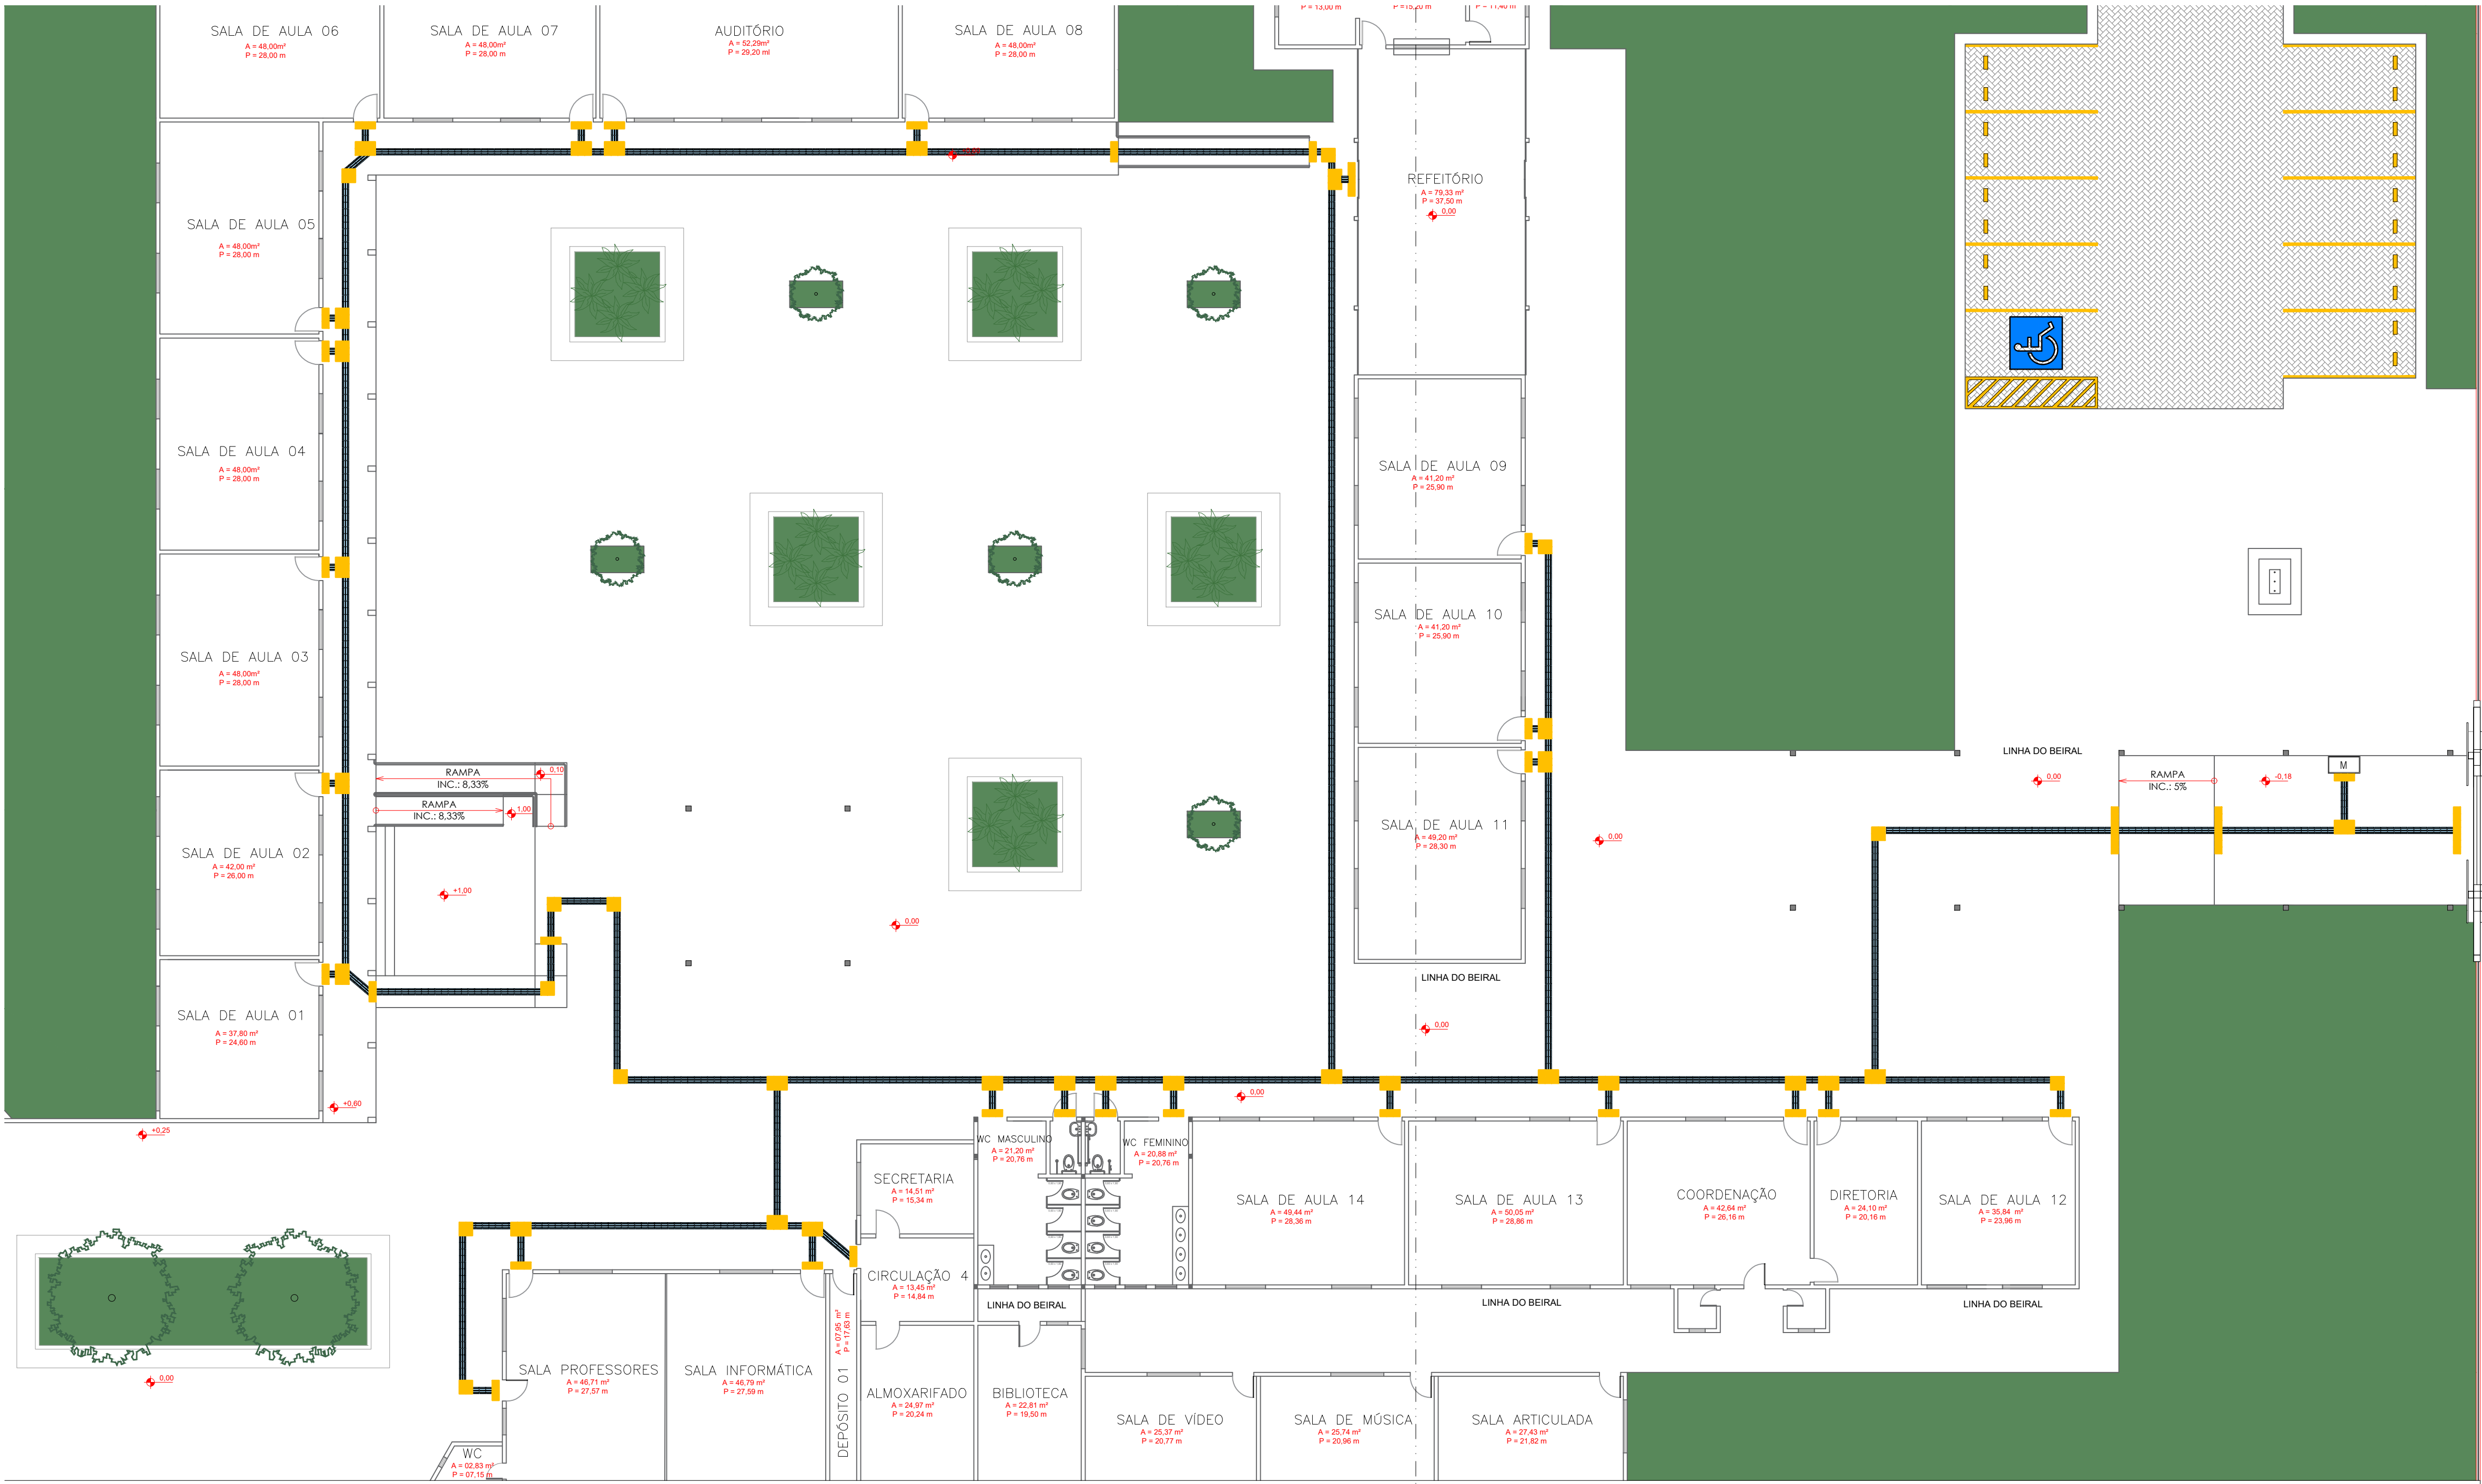 SALA DE AULA 06
A = 48,00m²
P = 28,00 m
SALA DE AULA 07
A = 48,00m²
P = 28,00 m
AUDITÓRIO
A = 52,29m²
P = 29,20 ml
SALA DE AULA 08
A = 48,00m²
P = 28,00 m
P = 13,00 m
P =15,20 m
P = 11,40 m
REFEITÓRIO
A = 79,33 m²
P = 37,50 m
0,00
SALA DE AULA 05
A = 48,00m²
P = 28,00 m
SALA DE AULA 04
A = 48,00m²
P = 28,00 m
SALA DE AULA 09
A = 41,20 m²
P = 25,90 m
SALA DE AULA 10
A = 41,20 m²
P = 25,90 m
SALA DE AULA 03
A = 48,00m²
P = 28,00 m
RAMPA
INC.: 8,33%
0,10
RAMPA
INC.: 8,33%
1,00
LINHA DO BEIRAL
0,00
RAMPA
INC.: 5%
-0,18
M
SALA DE AULA 11
A = 49,20 m²
P = 28,30 m
0,00
SALA DE AULA 02
A = 42,00 m²
P = 26,00 m
+1,00
0,00
LINHA DO BEIRAL
SALA DE AULA 01
A = 37,80 m²
P = 24,60 m
0,00
+0,60
0,00
+0,25
WC MASCULINO
A = 21,20 m²
P = 20,76 m
WC FEMININO
A = 20,88 m²
P = 20,76 m
SECRETARIA
A = 14,51 m²
P = 15,34 m
SALA DE AULA 14
A = 49,44 m²
P = 28,36 m
SALA DE AULA 13
A = 50,05 m²
P = 28,86 m
COORDENAÇÃO
A = 42,64 m²
P = 26,16 m
DIRETORIA
A = 24,10 m²
P = 20,16 m
SALA DE AULA 12
A = 35,84 m²
P = 23,96 m
CIRCULAÇÃO 4
A = 13,45 m²
P = 14,84 m
LINHA DO BEIRAL
LINHA DO BEIRAL
LINHA DO BEIRAL
0,00
SALA PROFESSORES
A = 46,71 m²
P = 27,57 m
SALA INFORMÁTICA
A = 46,79 m²
P = 27,59 m
DEPÓSITO 01
A = 07,95 m²
P = 17,63 m
ALMOXARIFADO
A = 24,97 m²
P = 20,24 m
BIBLIOTECA
A = 22,81 m²
P = 19,50 m
SALA DE VÍDEO
A = 25,37 m²
P = 20,77 m
SALA DE MÚSICA
A = 25,74 m²
P = 20,96 m
SALA ARTICULADA
A = 27,43 m²
P = 21,82 m
WC
A = 02,83 m²
P = 07,15 m